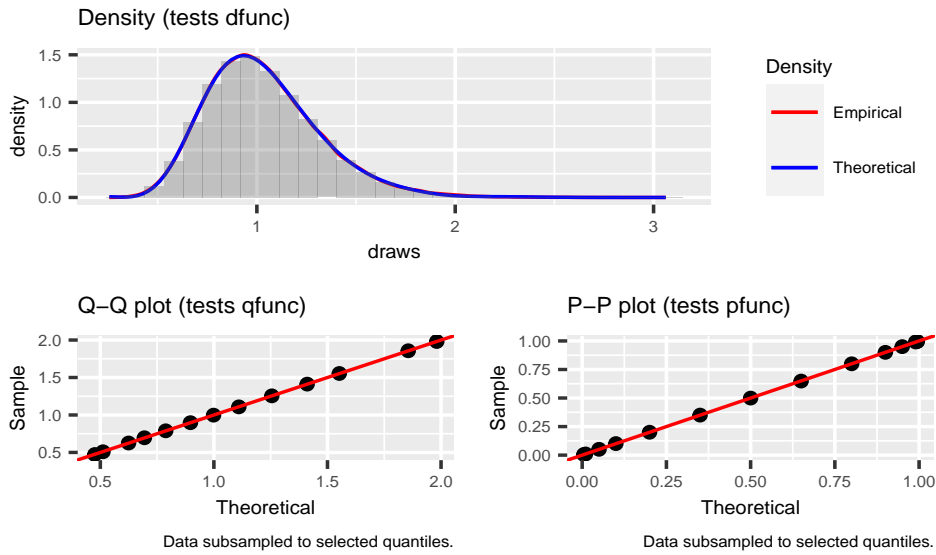 Density (tests dfunc)
1.5
1.0
0.5
0.0
density
1
2
3
draws
Density
Empirical
Theoretical
Q−Q plot (tests qfunc)
2.0
1.5
1.0
0.5
Sample
0.5
1.0
1.5
2.0
Theoretical
Data subsampled to selected quantiles.
P−P plot (tests pfunc)
1.00
0.75
0.50
0.25
0.00
Sample
0.00
0.25
0.50
0.75
1.00
Theoretical
Data subsampled to selected quantiles.